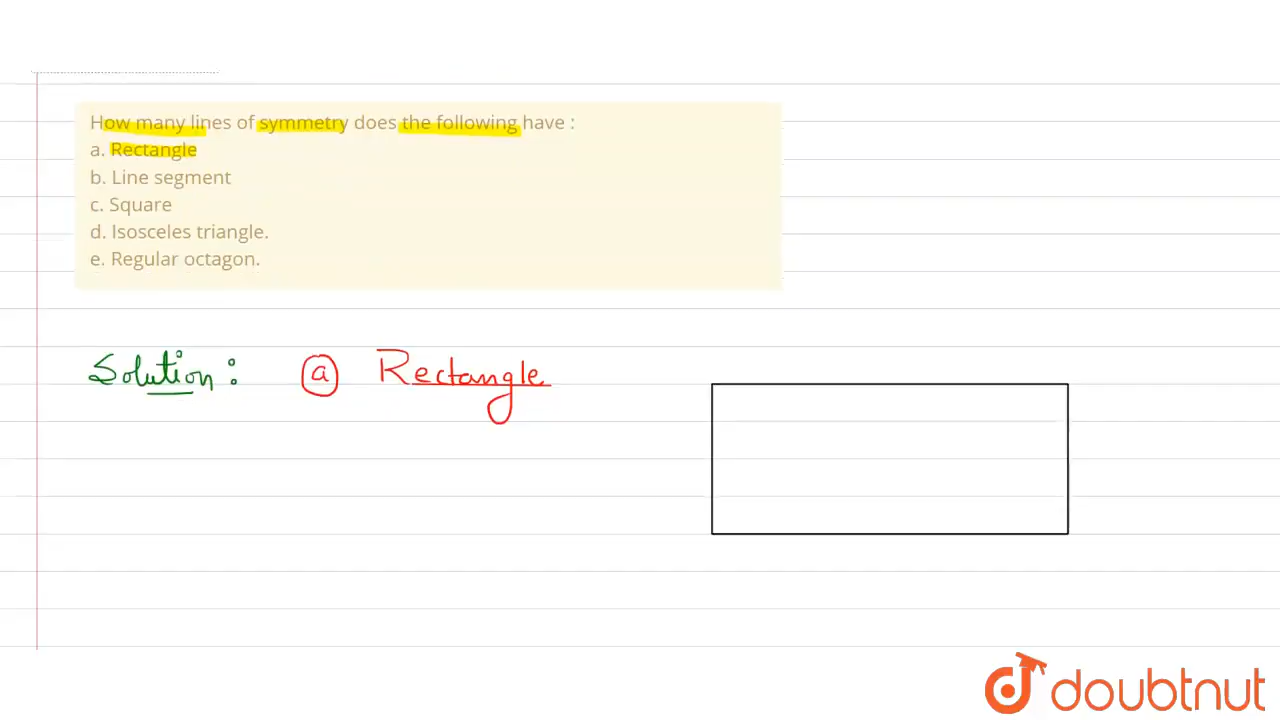 How many lines of symmetry does the following have :
a. Rectangle
b. Line segment
c. Square
d. Isosceles triangle.
e. Regular octagon.
Solution : a Rectangle
doubtnut